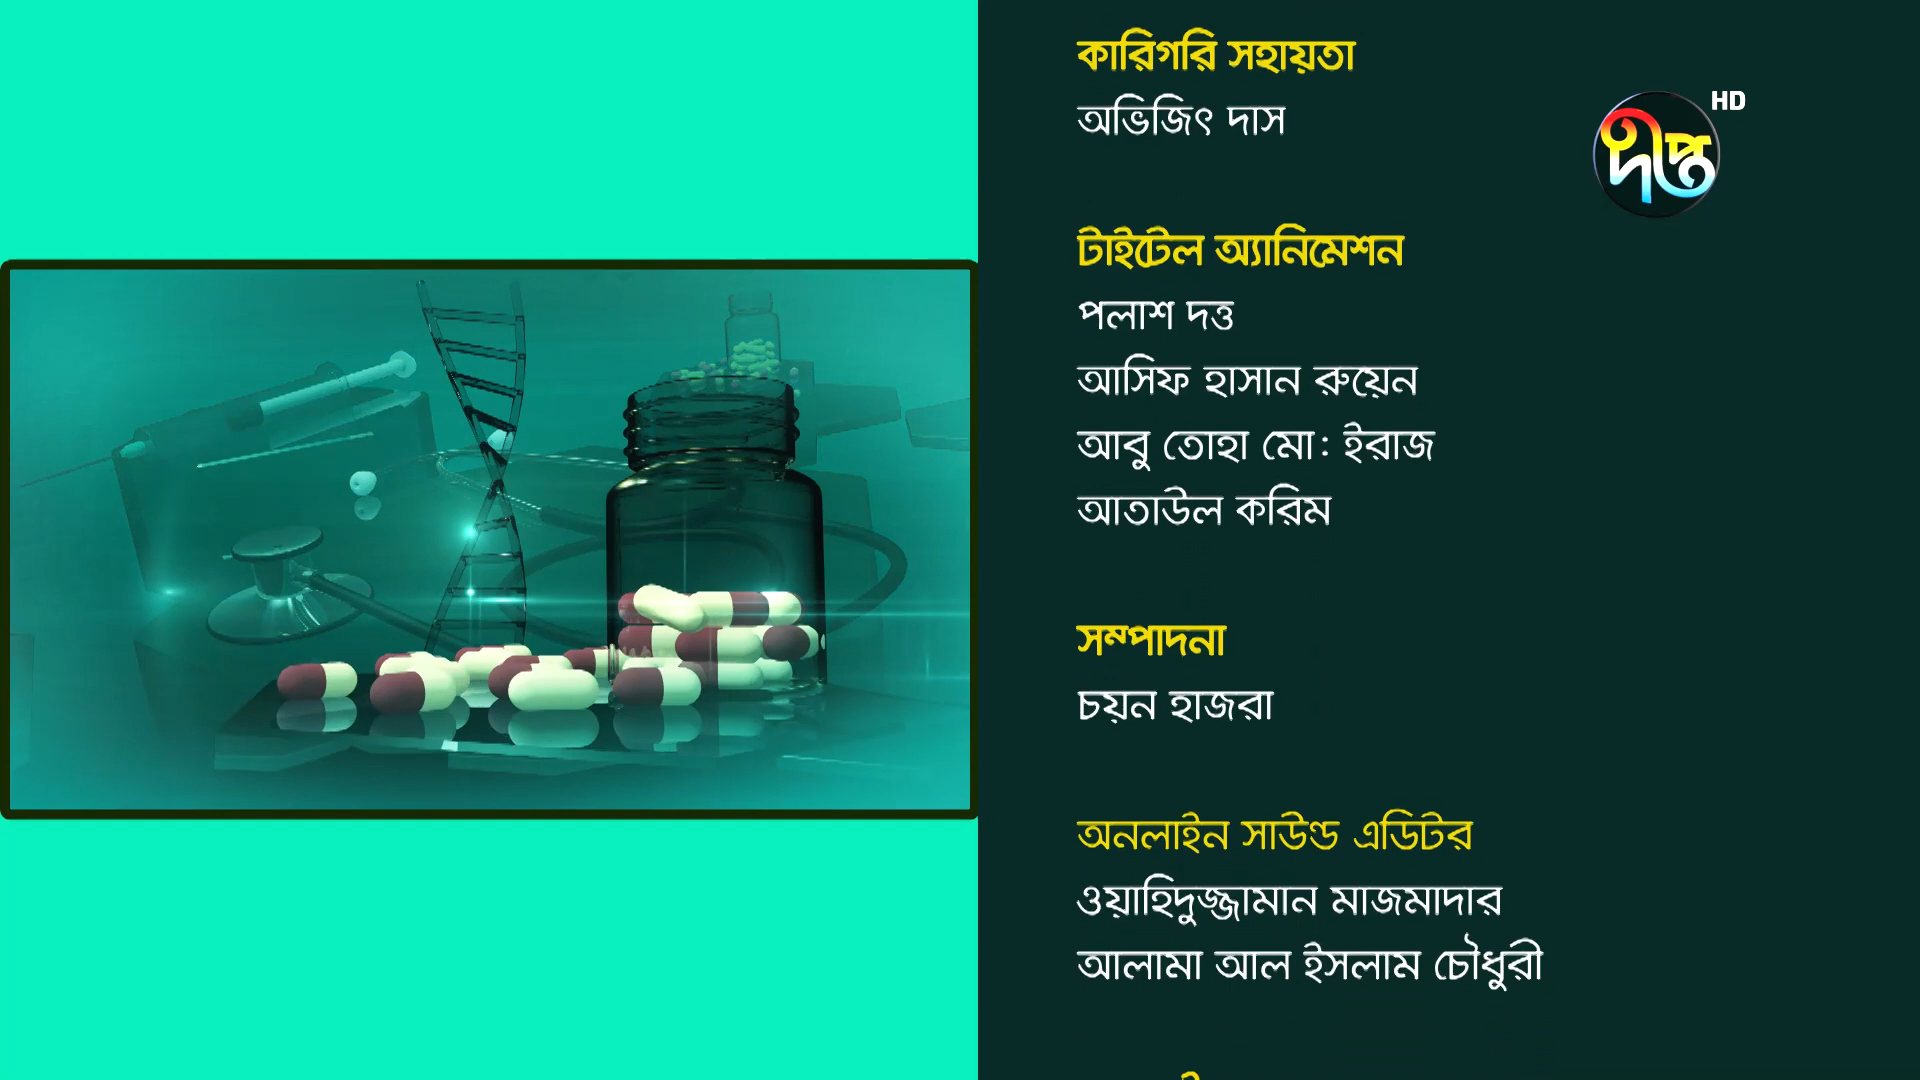 কারিগরি সহায়তা
অভিজিৎ দাস
HD
দীপ্ত
টাইটেল অ্যানিমেশন
পলাশ দত্ত
আসিফ হাসান রুয়েন
আবু তোহা মো: ইরাজ
আতাউল করিম
সম্পাদনা
চয়ন হাজরা
অনলাইন সাউণ্ড এডিটর
ওয়াহিদুজ্জামান মাজমাদার
আলামা আল ইসলাম চৌধুরী